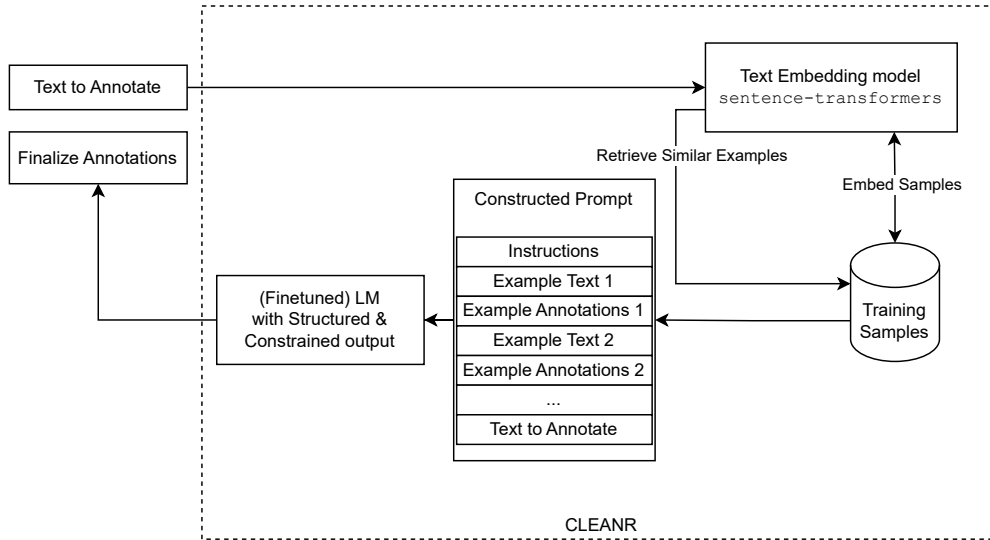 Text to Annotate
Finalize Annotations
Text Embedding model
sentence-transformers
Retrieve Similar Examples
Embed Samples
Constructed Prompt
Instructions
Example Text 1
Example Annotations 1
Example Text 2
Example Annotations 2
...
Text to Annotate
(Finetuned) LM
with Structured &
Constrained output
Training
Samples
CLEANR